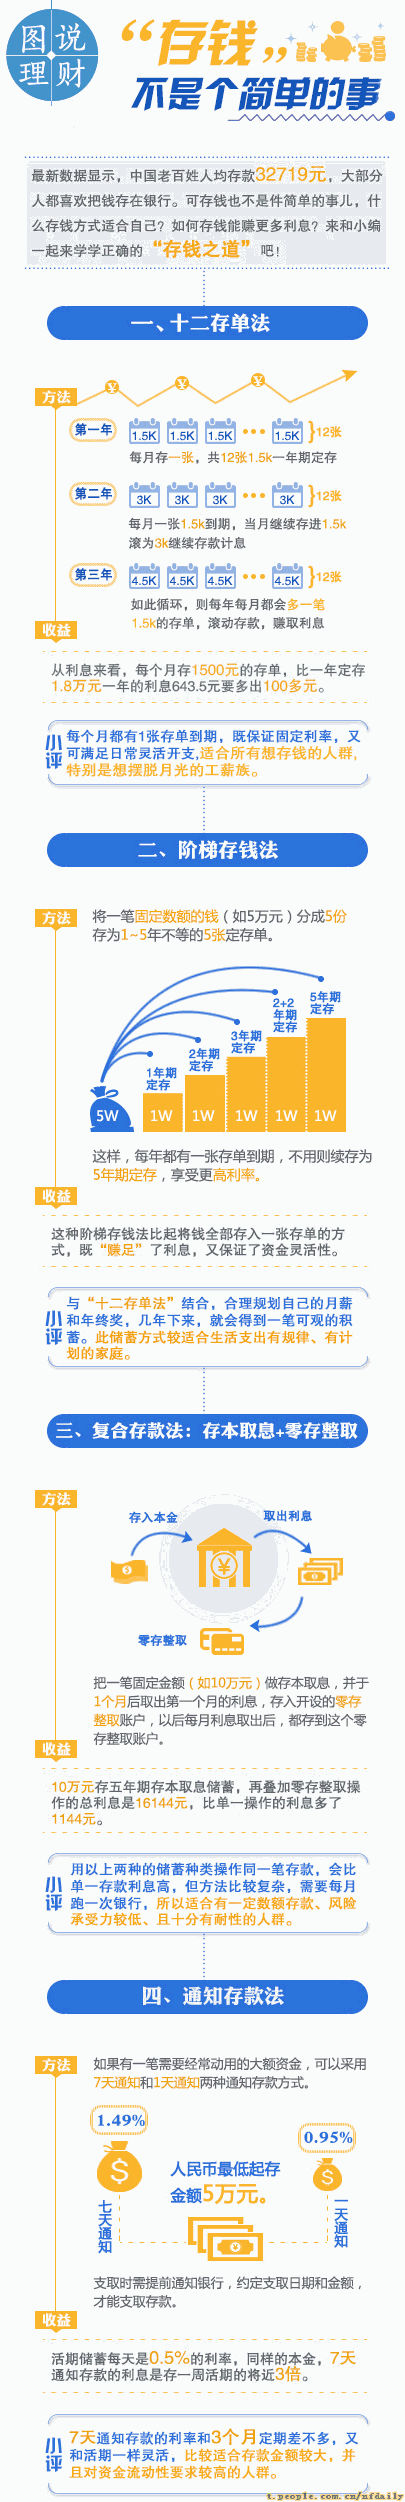 图说
理财
“存钱”
不是个简单的事
最新数据显示，中国老百姓人均存款32719元，大部分
人都喜欢把钱存在银行。可存钱也不是件简单的事儿，什
么存钱方式适合自己？如何存钱能赚更多利息？来和小编
一起来学学正确的“存钱之道”吧！
一、十二存单法
方法
第一年
1.5K 1.5K 1.5K ••• 1.5K }12张
每月存一张，共12张1.5k一年期定存
第二年
3K 3K 3K ••• 3K }12张
每月一张1.5k到期，当月继续存进1.5k
滚为3k继续存款计息
第三年
4.5K 4.5K 4.5K ••• 4.5K }12张
如此循环，则每年每月都会多一笔
1.5k的存单，滚动存款，赚取利息
收益
从利息来看，每个月存1500元的存单，比一年定存
1.8万元一年的利息643.5元要多出100多元。
小评
每个月都有1张存单到期，既保证固定利率，又
可满足日常灵活开支,适合所有想存钱的人群,
特别是想摆脱月光的工薪族。
二、阶梯存钱法
方法
将一笔固定数额的钱（如5万元）分成5份
存为1~5年不等的5张定存单。
5W
1年期
定存
1W
2年期
定存
1W
3年期
定存
1W
2+2
年期
定存
1W
5年期
定存
1W
这样，每年都有一张存单到期，不用则续存为
5年期定存，享受更高利率。
收益
这种阶梯存钱法比起将钱全部存入一张存单的方
式，既“赚足”了利息，又保证了资金灵活性。
小评
与“十二存单法”结合，合理规划自己的月薪
和年终奖，几年下来，就会得到一笔可观的积
蓄。此储蓄方式较适合生活支出有规律、有计
划的家庭。
三、复合存款法：存本取息+零存整取
方法
存入本金
取出利息
零存整取
把一笔固定金额（如10万元）做存本取息，并于
1个月后取出第一个月的利息，存入开设的零存
整取账户，以后每月利息取出后，都存到这个零
存整取账户。
收益
10万元存五年期存本取息储蓄，再叠加零存整取操
作的总利息是16144元，比单一操作的利息多了
1144元。
小评
用以上两种的储蓄种类操作同一笔存款，会比
单一存款利息高，但方法比较复杂，需要每月
跑一次银行，所以适合有一定数额存款、风险
承受力较低、且十分有耐性的人群。
四、通知存款法
方法
如果有一笔需要经常动用的大额资金，可以采用
7天通知和1天通知两种通知存款方式。
1.49%
七天通知
人民币最低起存
金额5万元。
0.95%
一天通知
支取时需提前通知银行，约定支取日期和金额，
才能支取存款。
收益
活期储蓄每天是0.5%的利率，同样的本金，7天
通知存款的利息是存一周活期的将近3倍。
小评
7天通知存款的利率和3个月定期差不多，又
和活期一样灵活，比较适合存款金额较大，并
且对资金流动性要求较高的人群。
t.people.com.cn/nfdaily